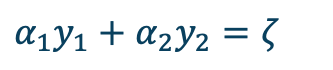 α₁y₁ + α₂y₂ = ζ